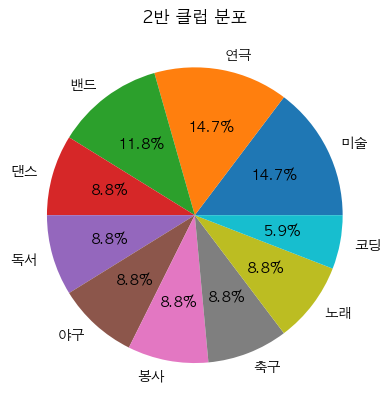 2반 클럽 분포
미술
14.7%
연극
14.7%
밴드
11.8%
댄스
8.8%
독서
8.8%
야구
8.8%
봉사
8.8%
축구
8.8%
노래
8.8%
코딩
5.9%